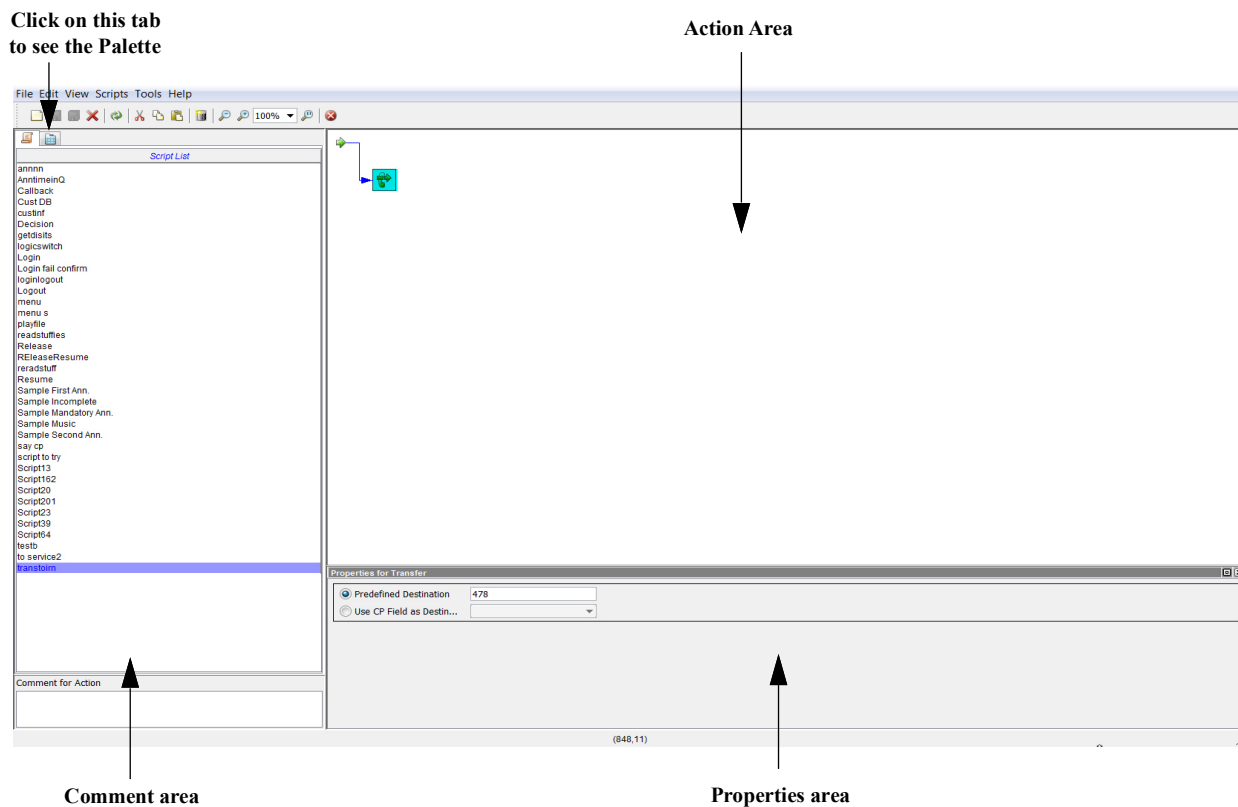 Click on this tab
to see the Palette
Action Area
File Edit View Scripts Tools Help
100%
Script List
annnn
AnntimeinQ
Callback
Cust DB
custinf
Decision
getdisits
logicswitch
Login
Login fail confirm
loginlogout
Logout
menu
menu s
playfile
readstuffies
Release
REleaseResume
reradstuff
Resume
Sample First Ann.
Sample Incomplete
Sample Mandatory Ann.
Sample Music
Sample Second Ann.
say cp
script to try
Script13
Script162
Script20
Script201
Script23
Script39
Script64
testb
to service2
transtoirn
Properties for Transfer
Predefined Destination 478
Use CP Field as Destin...
Comment for Action
(848,11)
Comment area
Properties area